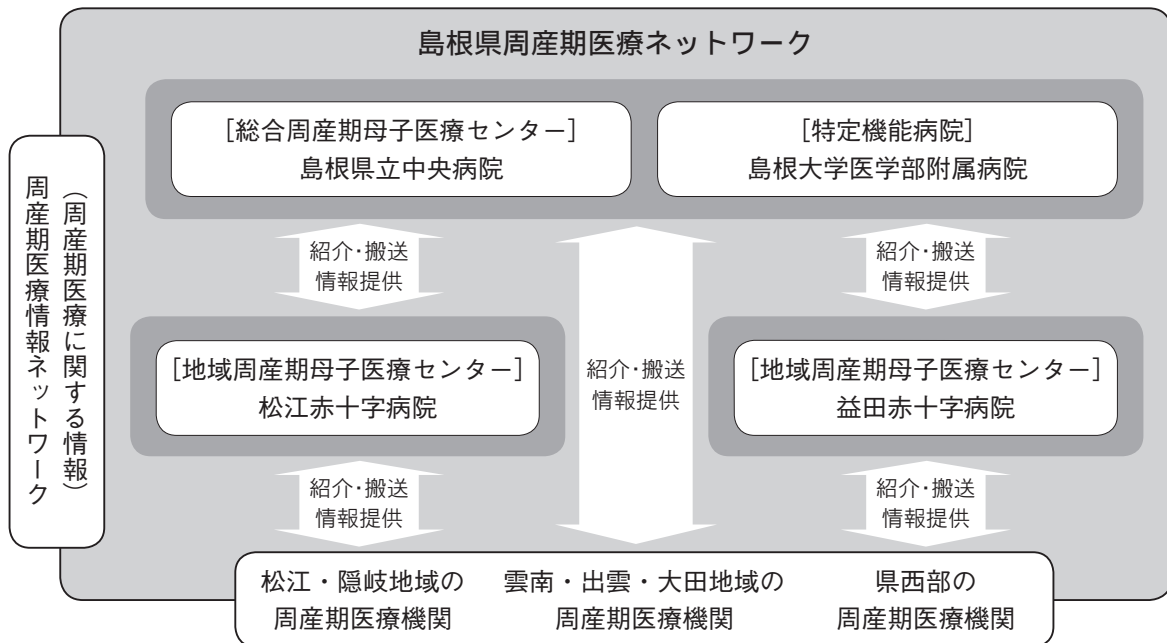 島根県周産期医療ネットワーク
[総合周産期母子医療センター]
島根県立中央病院
[特定機能病院]
島根大学医学部附属病院
周産期医療情報ネットワーク
(周産期医療に関する情報)
紹介・搬送
情報提供
紹介・搬送
情報提供
[地域周産期母子医療センター]
松江赤十字病院
紹介・搬送
情報提供
[地域周産期母子医療センター]
益田赤十字病院
紹介・搬送
情報提供
紹介・搬送
情報提供
松江・隠岐地域の
周産期医療機関
雲南・出雲・大田地域の
周産期医療機関
県西部の
周産期医療機関